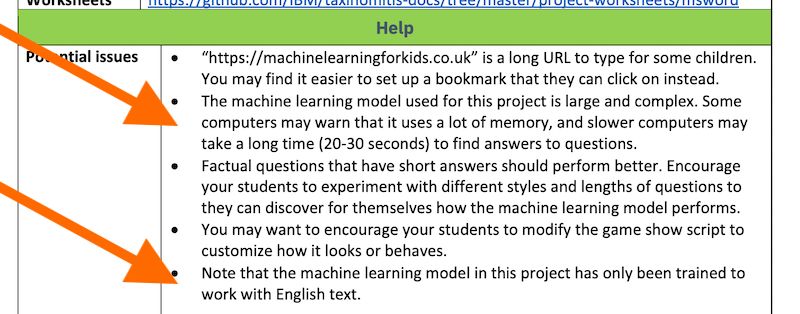 Worksheets https://github.com/IBM/taxinomitis-docs/tree/master/project-worksheets/msword
Help
Potential issues
• “https://machinelearningforkids.co.uk” is a long URL to type for some children.
You may find it easier to set up a bookmark that they can click on instead.
• The machine learning model used for this project is large and complex. Some
computers may warn that it uses a lot of memory, and slower computers may
take a long time (20-30 seconds) to find answers to questions.
• Factual questions that have short answers should perform better. Encourage
your students to experiment with different styles and lengths of questions to
they can discover for themselves how the machine learning model performs.
• You may want to encourage your students to modify the game show script to
customize how it looks or behaves.
• Note that the machine learning model in this project has only been trained to
work with English text.